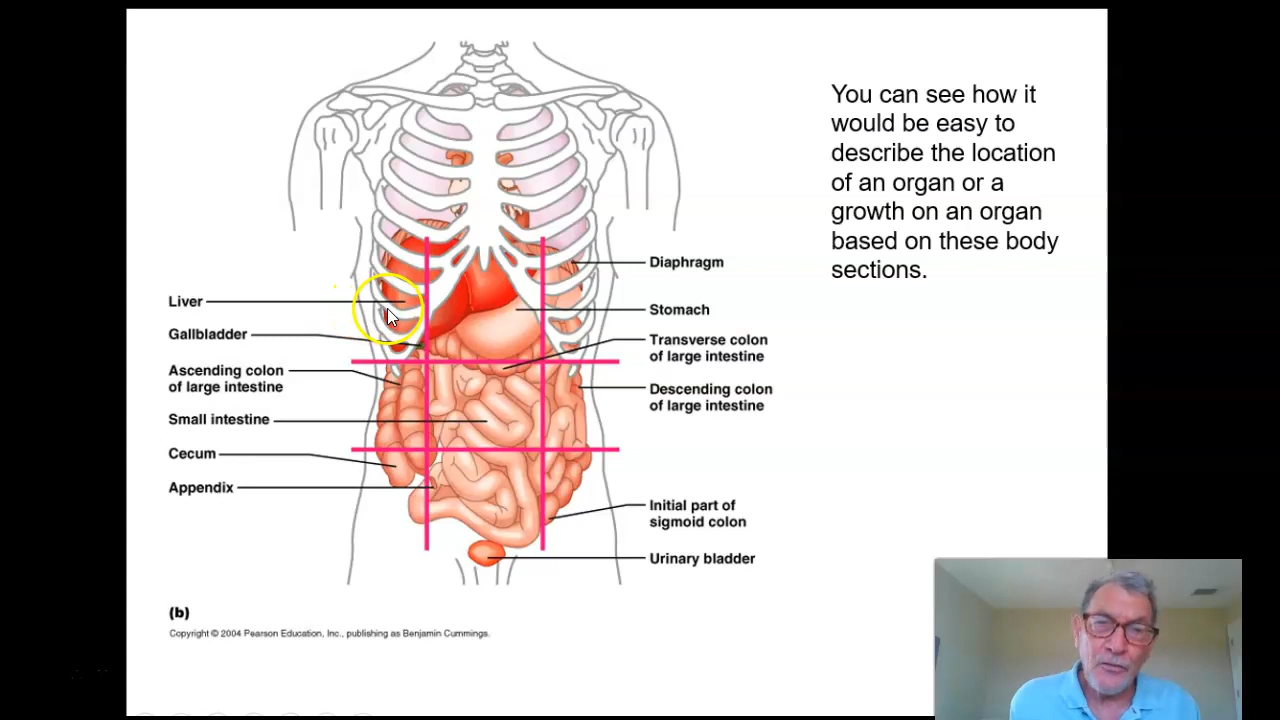 You can see how it
would be easy to
describe the location
of an organ or a
growth on an organ
based on these body
sections.
Liver
Gallbladder
Ascending colon
of large intestine
Small intestine
Cecum
Appendix
Diaphragm
Stomach
Transverse colon
of large intestine
Descending colon
of large intestine
Initial part of
sigmoid colon
Urinary bladder
(b)
Copyright © 2004 Pearson Education, Inc., publishing as Benjamin Cummings.